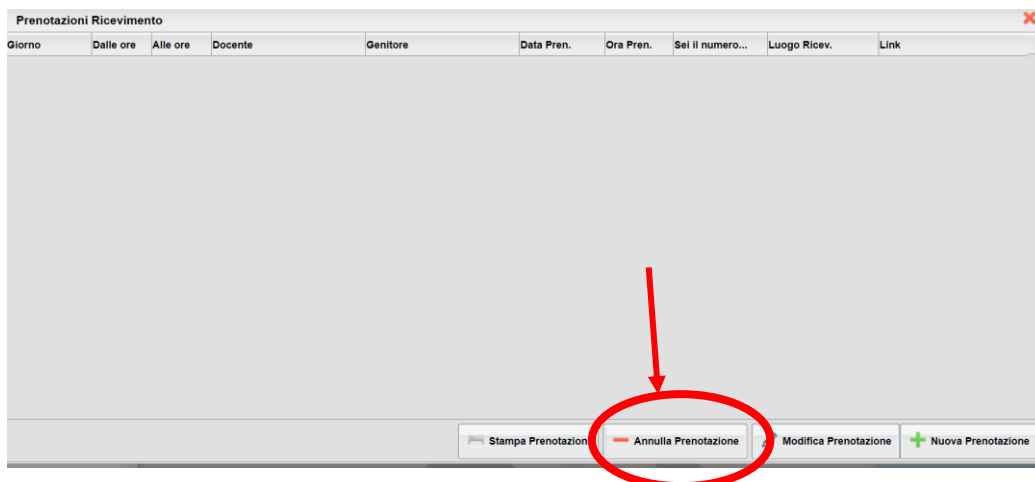 Prenotazioni Ricevimento
Giorno Dalle ore Alle ore Docente Genitore Data Pren. Ora Pren. Sei il numero... Luogo Ricev. Link
Stampa Prenotazion Annulla Prenotazione Modifica Prenotazione Nuova Prenotazione